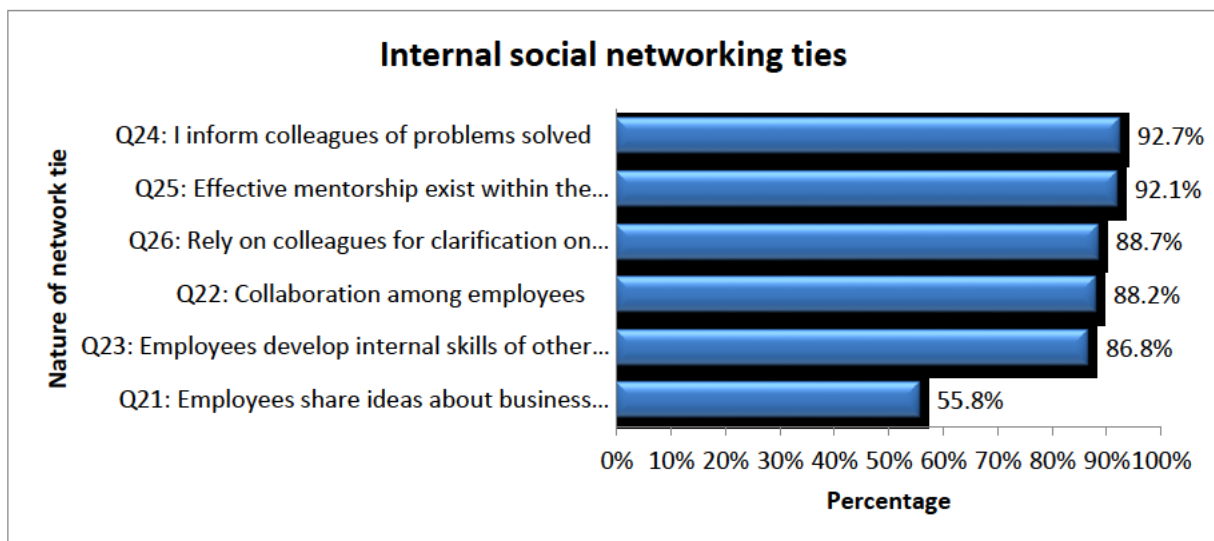 Internal social networking ties
Nature of network tie
Q24: I inform colleagues of problems solved
92.7%
Q25: Effective mentorship exist within the...
92.1%
Q26: Rely on colleagues for clarification on...
88.7%
Q22: Collaboration among employees
88.2%
Q23: Employees develop internal skills of other...
86.8%
Q21: Employees share ideas about business...
55.8%
0% 10% 20% 30% 40% 50% 60% 70% 80% 90% 100%
Percentage